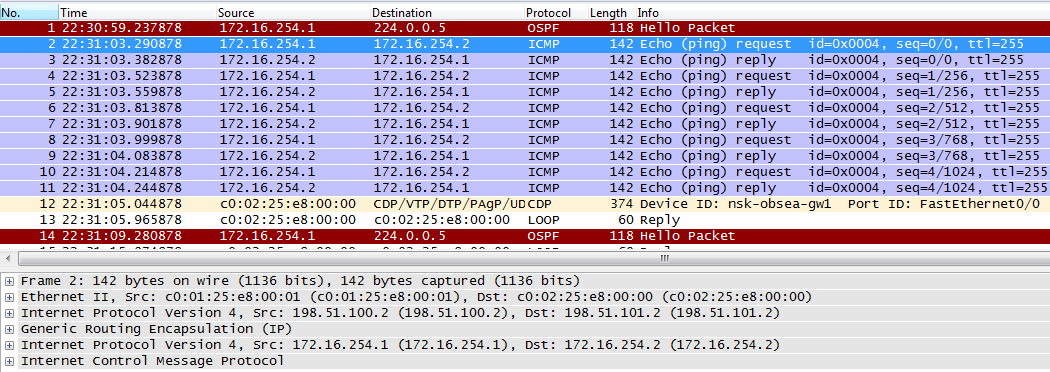 No. Time Source Destination Protocol Length Info
1 22:30:59.237878 172.16.254.1 224.0.0.5 OSPF 118 Hello Packet
2 22:31:03.290878 172.16.254.1 172.16.254.2 ICMP 142 Echo (ping) request id=0x0004, seq=0/0, ttl=255
3 22:31:03.382878 172.16.254.2 172.16.254.1 ICMP 142 Echo (ping) reply id=0x0004, seq=0/0, ttl=255
4 22:31:03.523878 172.16.254.1 172.16.254.2 ICMP 142 Echo (ping) request id=0x0004, seq=1/256, ttl=255
5 22:31:03.559878 172.16.254.2 172.16.254.1 ICMP 142 Echo (ping) reply id=0x0004, seq=1/256, ttl=255
6 22:31:03.813878 172.16.254.1 172.16.254.2 ICMP 142 Echo (ping) request id=0x0004, seq=2/512, ttl=255
7 22:31:03.901878 172.16.254.2 172.16.254.1 ICMP 142 Echo (ping) reply id=0x0004, seq=2/512, ttl=255
8 22:31:03.999878 172.16.254.1 172.16.254.2 ICMP 142 Echo (ping) request id=0x0004, seq=3/768, ttl=255
9 22:31:04.083878 172.16.254.2 172.16.254.1 ICMP 142 Echo (ping) reply id=0x0004, seq=3/768, ttl=255
10 22:31:04.214878 172.16.254.1 172.16.254.2 ICMP 142 Echo (ping) request id=0x0004, seq=4/1024, ttl=255
11 22:31:04.244878 172.16.254.2 172.16.254.1 ICMP 142 Echo (ping) reply id=0x0004, seq=4/1024, ttl=255
12 22:31:05.044878 c0:02:25:e8:00:00 CDP/VTP/DTP/PAgP/UD CDP 374 Device ID: nsk-obsea-gw1 Port ID: FastEthernet0/0
13 22:31:05.965878 c0:02:25:e8:00:00 c0:02:25:e8:00:00 LOOP 60 Reply
14 22:31:09.280878 172.16.254.1 224.0.0.5 OSPF 118 Hello Packet
Frame 2: 142 bytes on wire (1136 bits), 142 bytes captured (1136 bits)
Ethernet II, Src: c0:01:25:e8:00:01 (c0:01:25:e8:00:01), Dst: c0:02:25:e8:00:00 (c0:02:25:e8:00:00)
Internet Protocol Version 4, Src: 198.51.100.2 (198.51.100.2), Dst: 198.51.101.2 (198.51.101.2)
Generic Routing Encapsulation (IP)
Internet Protocol Version 4, Src: 172.16.254.1 (172.16.254.1), Dst: 172.16.254.2 (172.16.254.2)
Internet Control Message Protocol